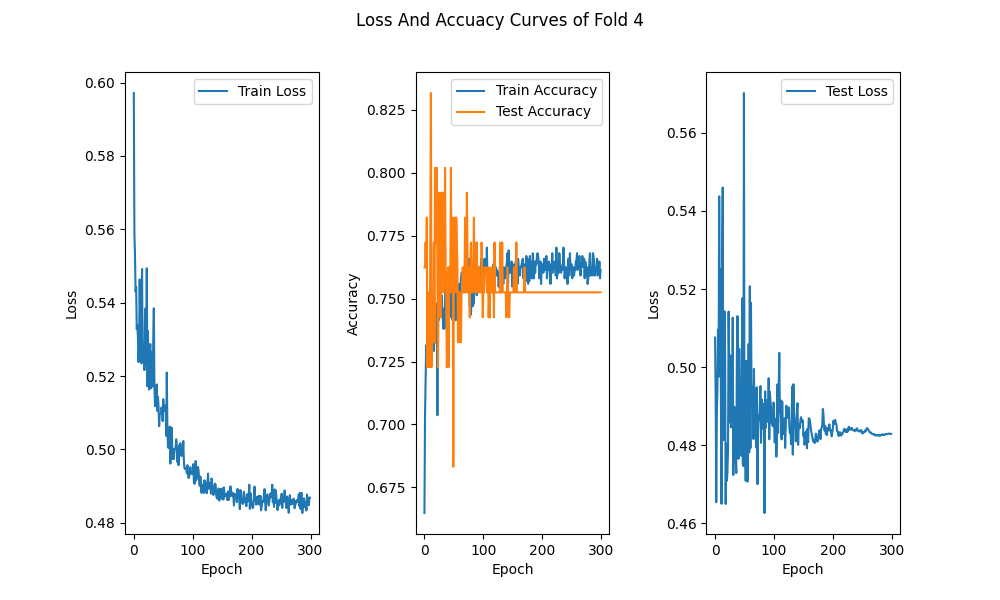 Loss And Accuacy Curves of Fold 4
Train Loss
0.60
0.58
0.56
0.54
0.52
0.50
0.48
Loss
0
100
200
300
Epoch
Train Accuracy
Test Accuracy
0.825
0.800
0.775
0.750
0.725
0.700
0.675
Accuracy
0
100
200
300
Epoch
Test Loss
0.56
0.54
0.52
0.50
0.48
0.46
Loss
0
100
200
300
Epoch